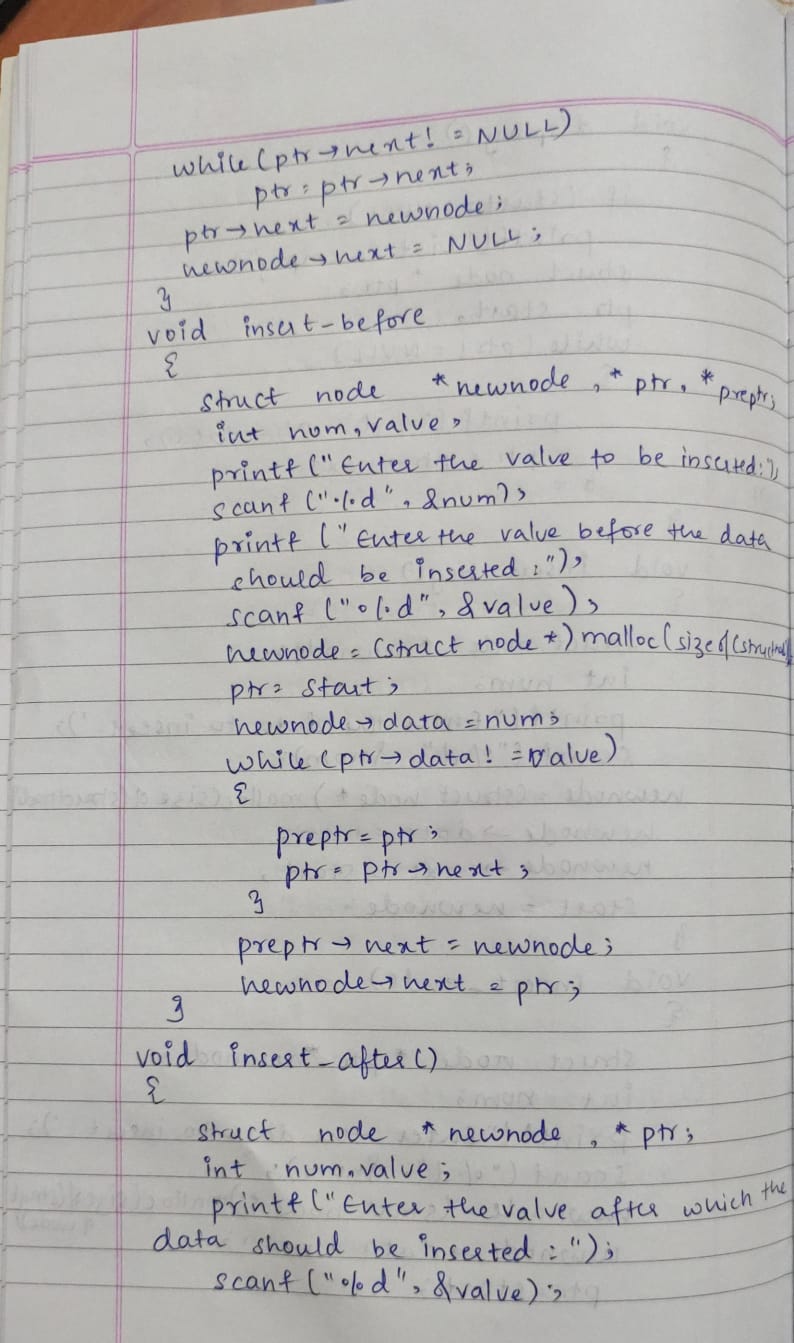 while (ptr→next! = NULL)
ptr = ptr→next;
ptr→next = newnode;
newnode→next = NULL;
}
void insert-before
{
struct node *newnode, * ptr, * preptr;
int num, value;
printf ("Enter the value to be inserted:");
scanf ("%d", &num);
printf ("Enter the value before the data
should be inserted:");
scanf ("%d", &value);
newnode = (struct node *) malloc(sizeof(struct node));
ptr = start;
newnode→data = num;
while (ptr→data! = value)
{
preptr = ptr;
ptr = ptr→next;
}
preptr→next = newnode;
newnode→next = ptr;
}
void insert-after()
{
struct node * newnode, * ptr;
int num, value;
printf ("Enter the value after which the
data should be inserted :");
scanf ("%d", &value);